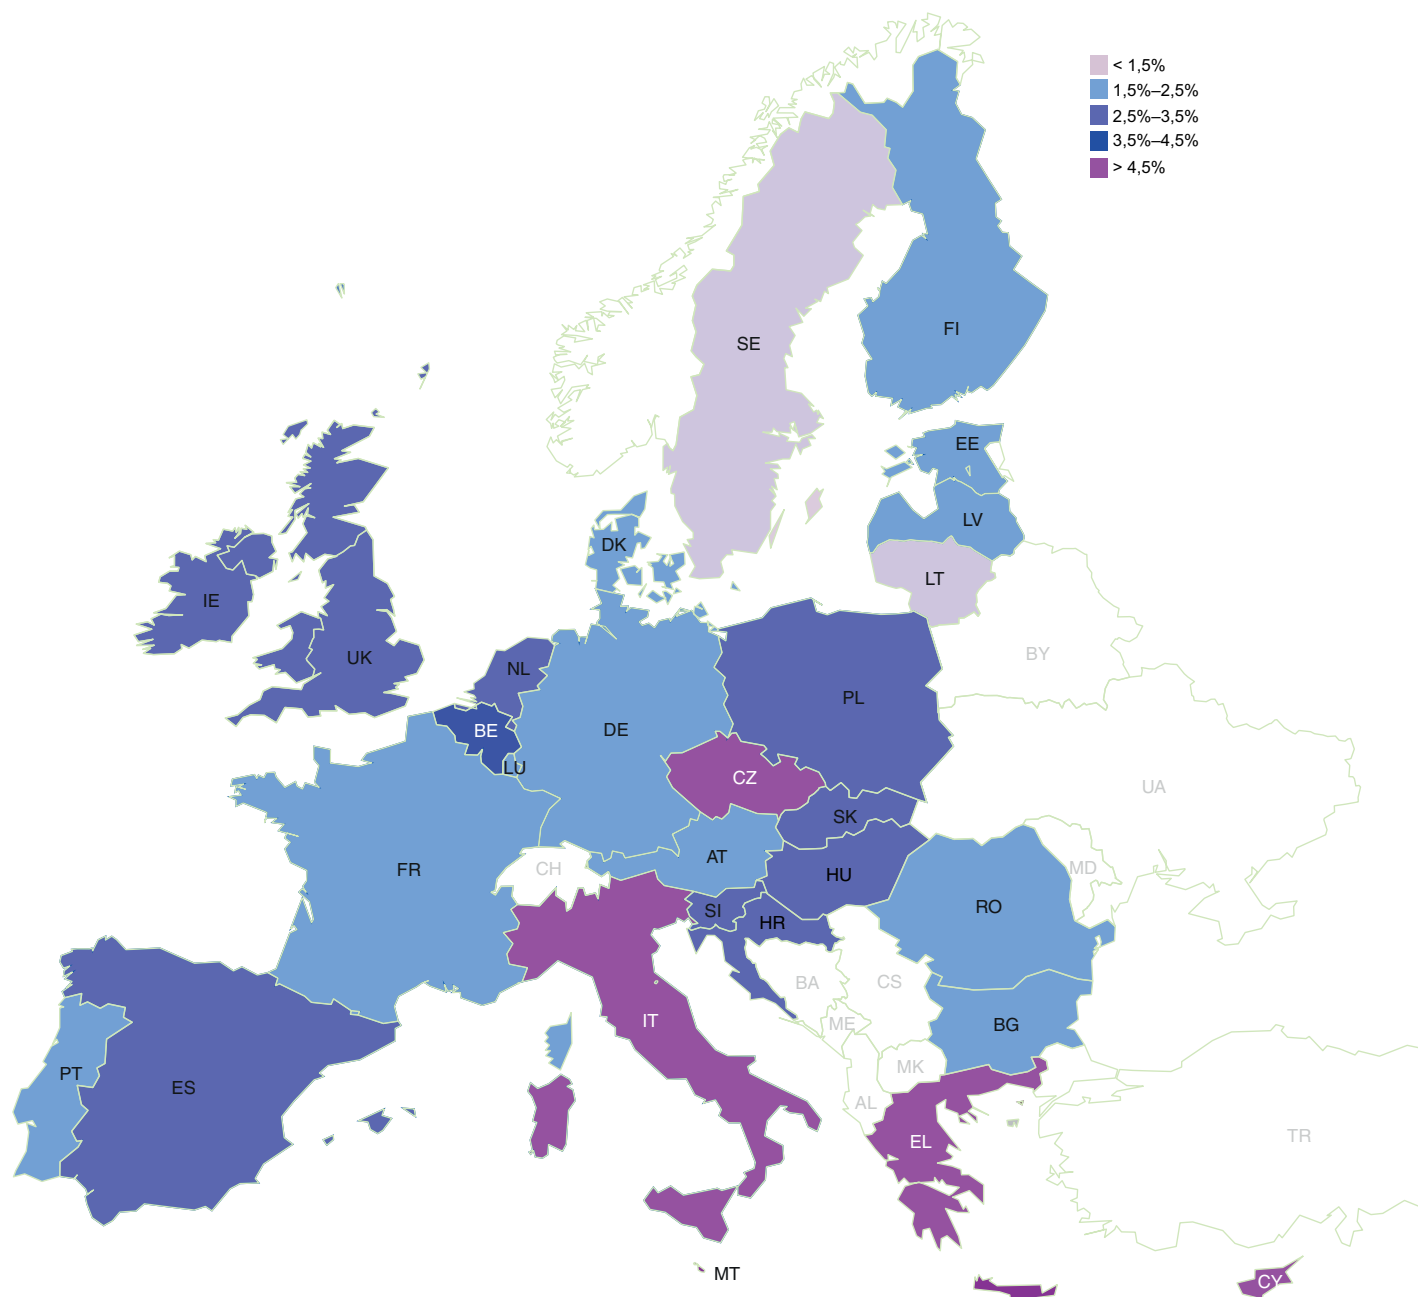 < 1,5%
1,5%–2,5%
2,5%–3,5%
3,5%–4,5%
> 4,5%
FI
SE
EE
LV
DK
LT
IE
BY
UK
NL
PL
BE
DE
LU
CZ
UA
SK
AT
CH
FR
MD
HU
RO
SI
HR
BA
CS
IT
ME
BG
MK
PT
ES
AL
TR
EL
MT
CY